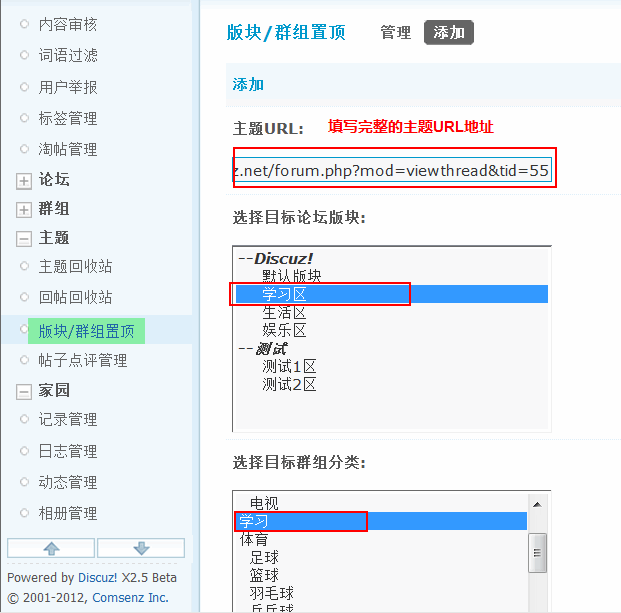 内容审核
词语过滤
用户举报
标签管理
淘帖管理
论坛
群组
主题
主题回收站
回帖回收站
版块/群组置顶
帖子点评管理
家园
记录管理
日志管理
动态管理
相册管理
Powered by Discuz! X2.5 Beta
© 2001-2012, Comsenz Inc.
版块/群组置顶 管理 添加
添加
主题URL: 填写完整的主题URL地址
z.net/forum.php?mod=viewthread&tid=55
选择目标论坛版块:
--Discuz!
默认版块
学习区
生活区
娱乐区
--测试
测试1区
测试2区
选择目标群组分类:
电视
学习
体育
足球
篮球
羽毛球
乒乓球